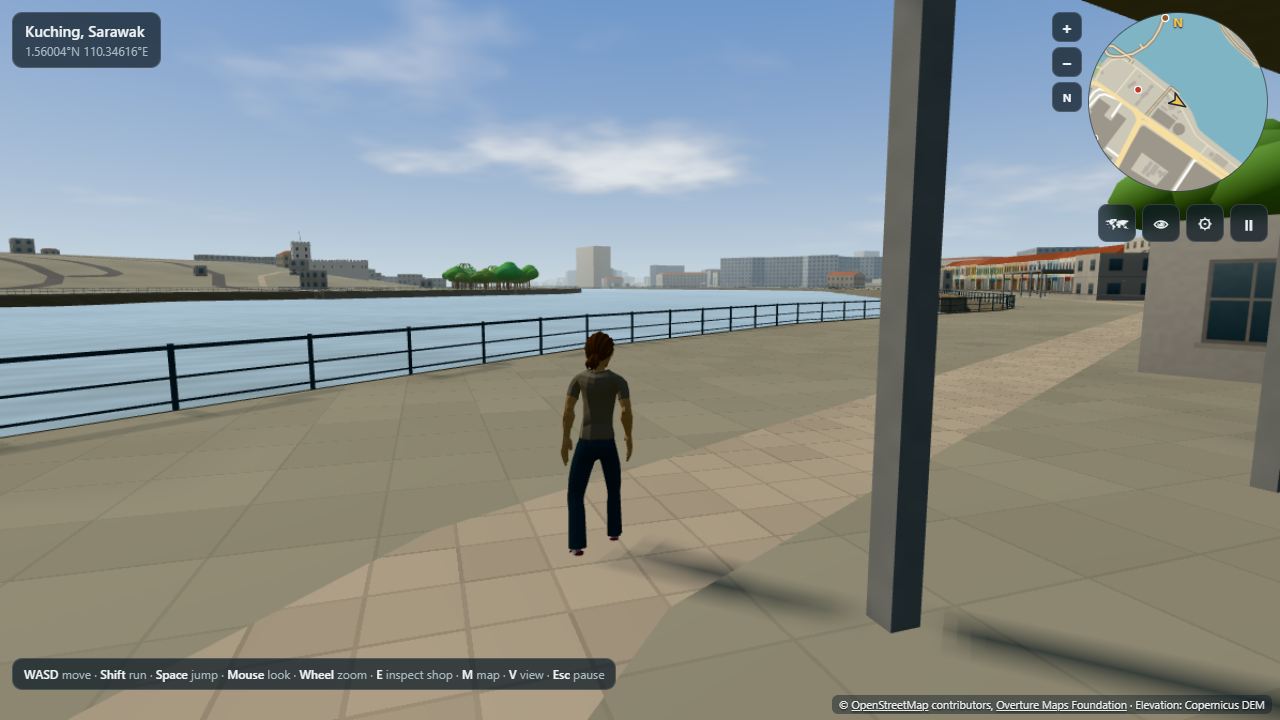 Kuching, Sarawak
1.56004°N 110.34616°E
+
−
N
N
WASD move · Shift run · Space jump · Mouse look · Wheel zoom · E inspect shop · M map · V view · Esc pause
© OpenStreetMap contributors, Overture Maps Foundation · Elevation: Copernicus DEM